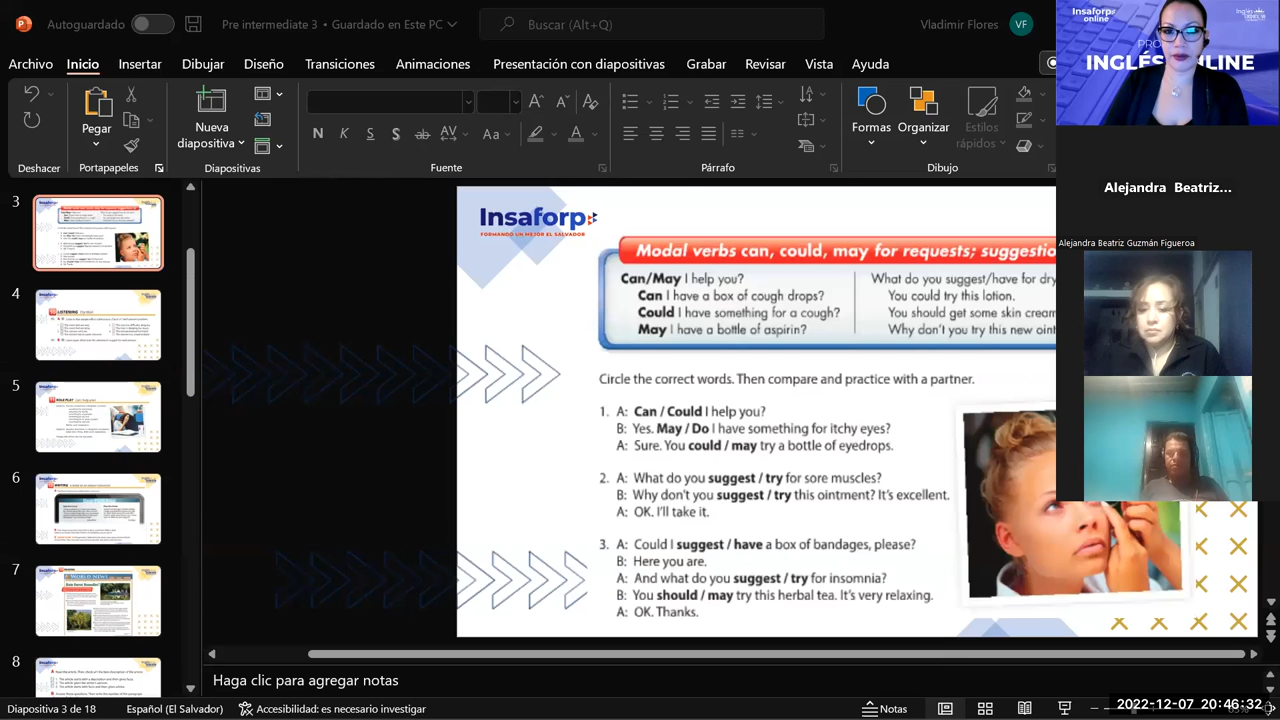 Autoguardado
Pre intermediate 3 • Guardado en este PC
Buscar (Alt+Q)
Vladimir Flores
VF
Archivo
Inicio
Insertar
Dibujar
Diseño
Transiciones
Animaciones
Presentación con diapositivas
Grabar
Revisar
Vista
Ayuda
Pegar
Nueva
diapositiva
Formas
Organizar
Estilos
rápidos
Deshacer
Portapapeles
Diapositivas
Fuente
Párrafo
Dibujo
Insaforp
online
INGLÉS ONLINE
Alejandra Beatriz...
Alejandra Beatriz Guzmán Figueroa
4
5
6
7
8
Insaforp
FORMANDO UN MEJOR EL SALVADOR
Modal verbs can, could, may for requests; suggestio
Can/May I help you?
Can I have a box of cough drops?
Could I have something for a cough?
May I have a bottle of aspirin?
What do you suggest/have for dry
You could try this lotion.
You should get some skin cream
Circle the correct words. Then compare and practice with a partner.
1. A: Can / Could I help you?
B: Yes. May / Do I have something for itchy eyes?
A: Sure. You could / may try a bottle of eyedrops.
2. A: What do you suggest / try for sore muscles?
B: Why don't you suggest / try this ointment? It's excellent.
A: OK. I'll take it.
3. A: Could I suggest / have a box of bandages, please?
B: Here you are.
A: And what do you suggest / try for insomnia?
B: You should / may try this herbal tea. It's very relaxing.
A: OK. Thanks.
Haga clic para agregar notas
Diapositiva 3 de 18
Español (El Salvador)
Accesibilidad: es necesario investigar
Notas
2022-12-07 20:46:32